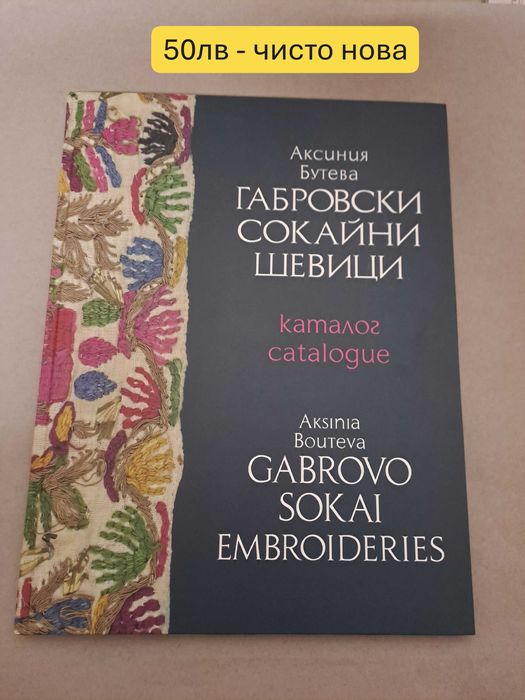 50лв - чисто нова
Аксиния
Бутева
ГАБРОВСКИ
СОКАЙНИ
ШЕВИЦИ
каталог
catalogue
Aksinia
Bouteva
GABROVO
SOKAI
EMBROIDERIES